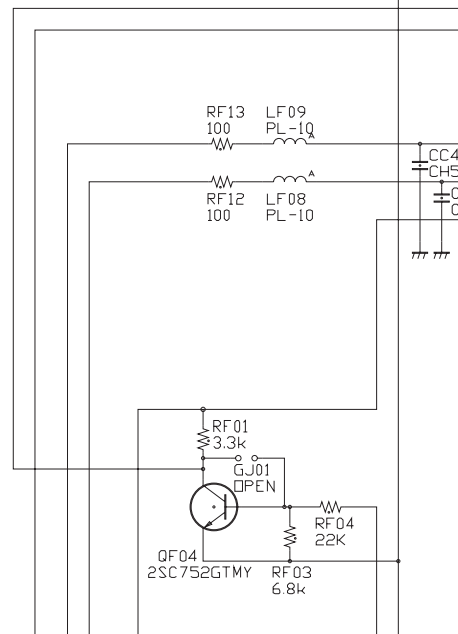 RF13
LF09
100
PL-10
A
CC4
CH5
A
RF12
LF08
100
PL-10
RF01
3.3k
GJ01
OPEN
RF04
22K
QF04
2SC752GTMY
RF03
6.8k